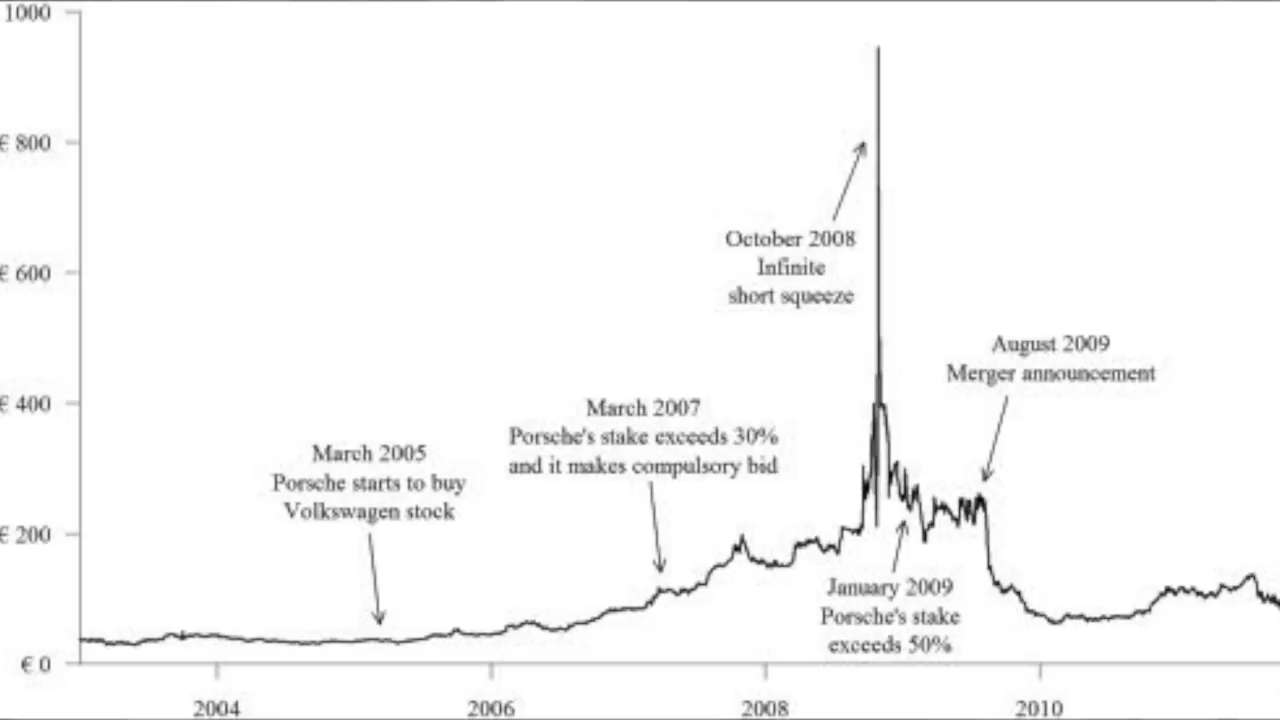 1000
€ 800
€ 600
€ 400
€ 200
€ 0
2004
2006
2008
2010
March 2005
Porsche starts to buy
Volkswagen stock
March 2007
Porsche's stake exceeds 30%
and it makes compulsory bid
October 2008
Infinite
short squeeze
January 2009
Porsche's stake
exceeds 50%
August 2009
Merger announcement